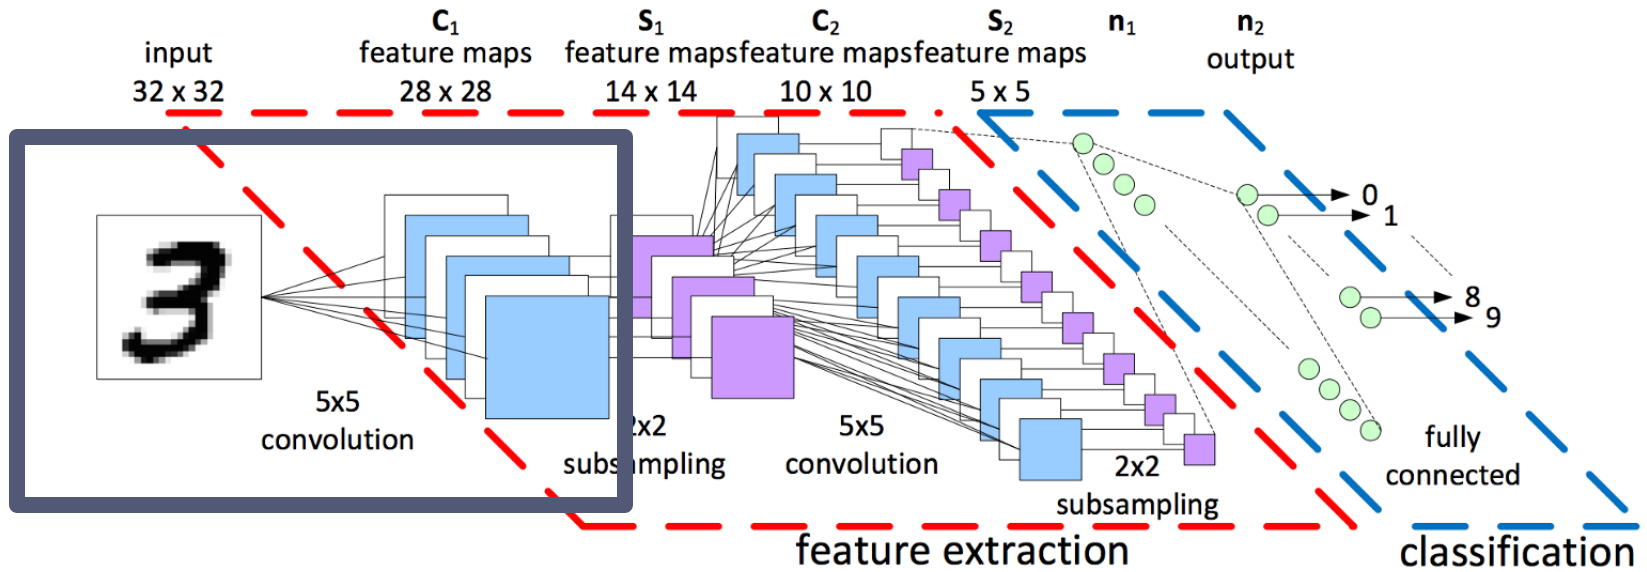 C1
S1
C2
S2
n1
n2
input
feature maps
feature maps
feature maps
feature maps
output
32 x 32
28 x 28
14 x 14
10 x 10
5 x 5
3
0
1
8
9
5x5
convolution
2x2
subsampling
5x5
convolution
2x2
subsampling
fully
connected
feature extraction
classification